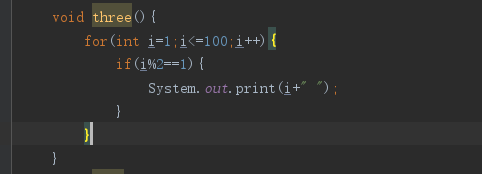 void three(){
for(int i=1;i<=100;i++){
if(i%2==1){
System.out.print(i+" ");
}
}
}